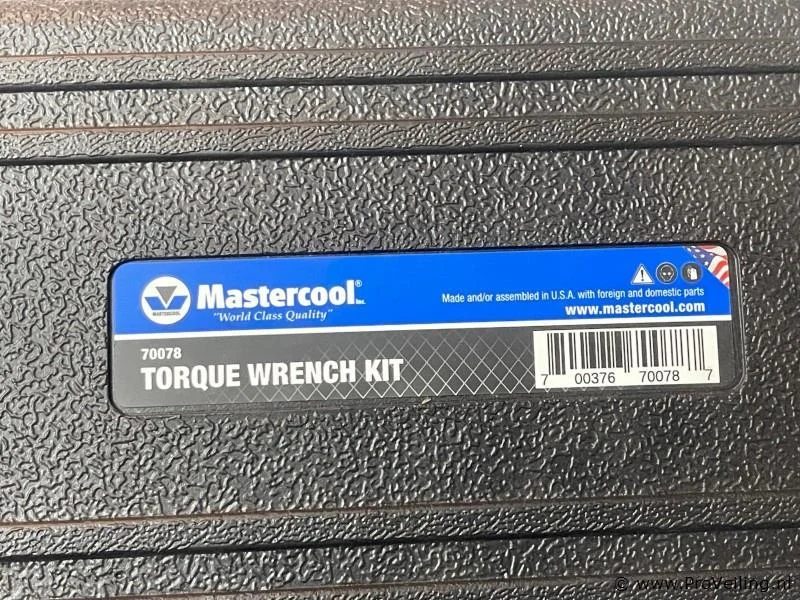 Mastercool® Inc.
"World Class Quality"
MASTERCOOL
Made and/or assembled in U.S.A. with foreign and domestic parts
www.mastercool.com
70078
TORQUE WRENCH KIT
7 00376 70078 7
© www.ProVeiling.nl